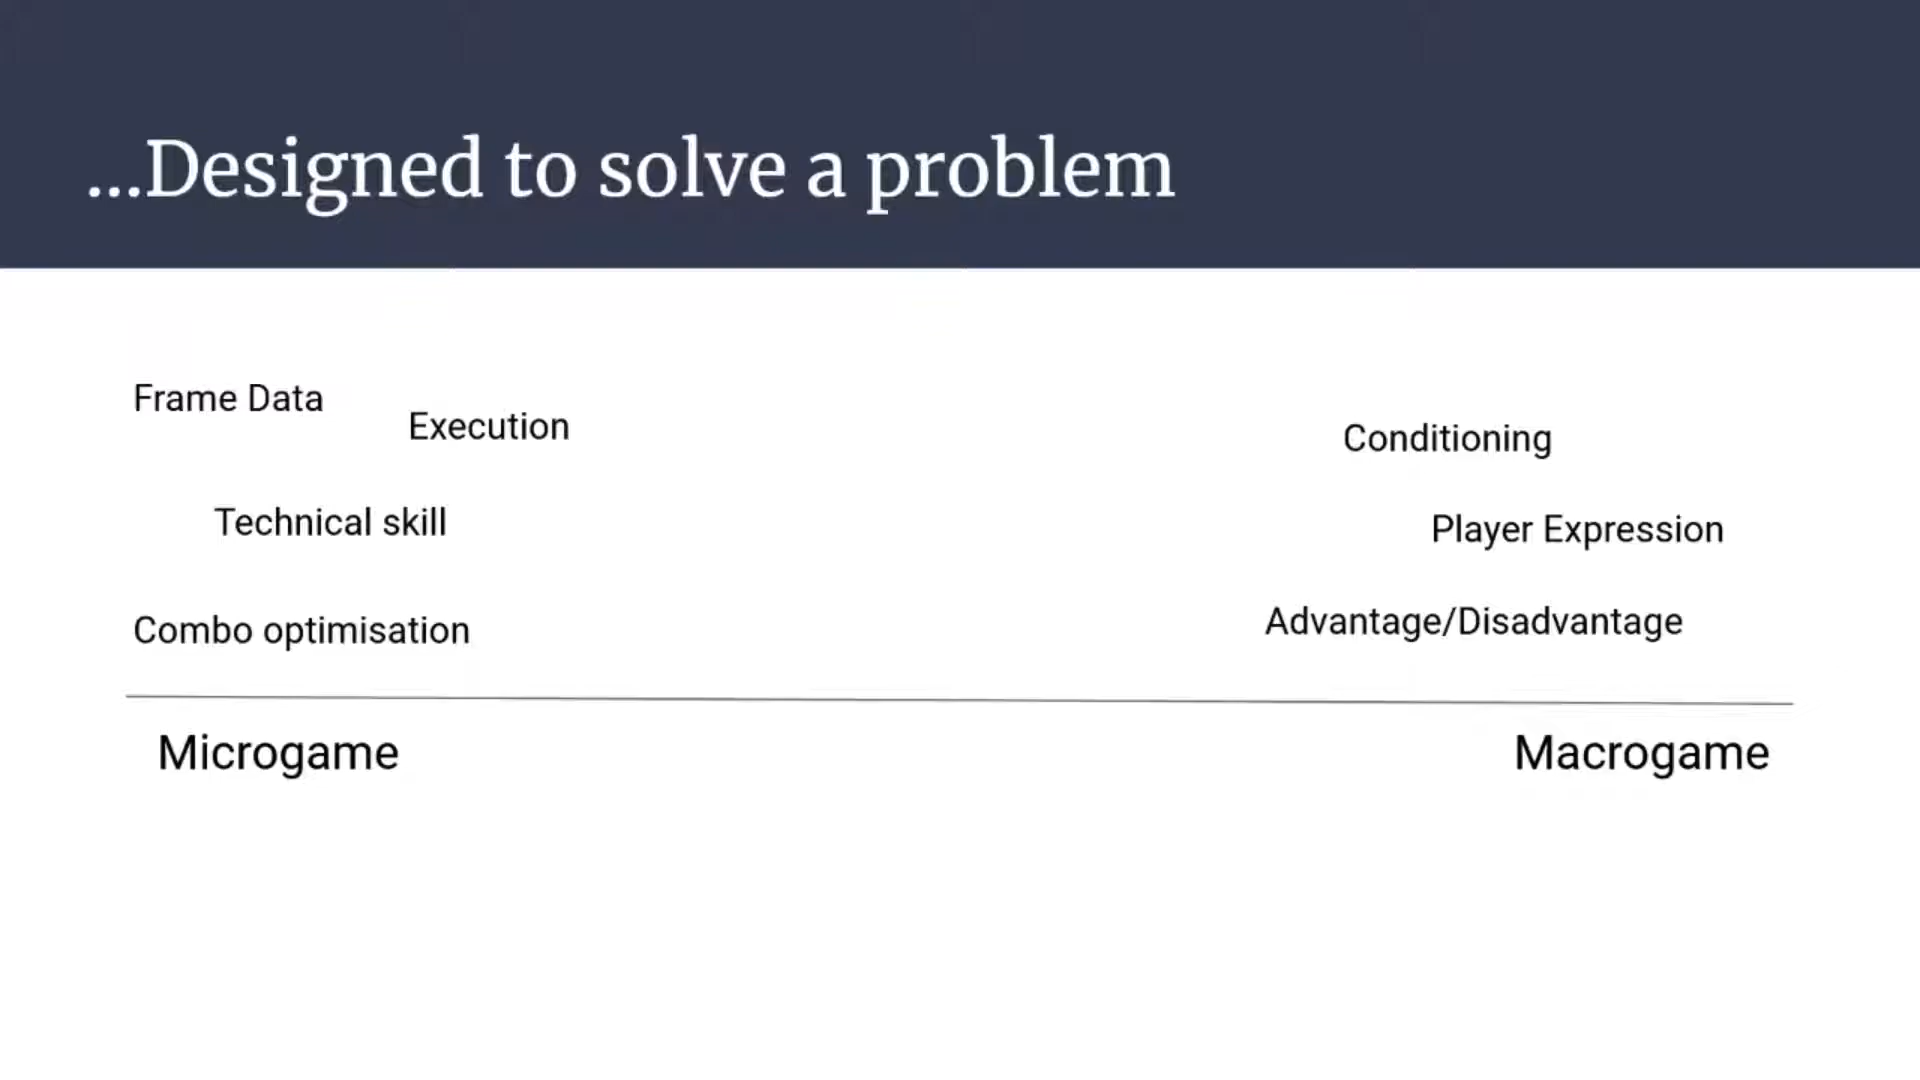 ...Designed to solve a problem
Frame Data
Execution
Conditioning
Technical skill
Player Expression
Combo optimisation
Advantage/Disadvantage
Microgame
Macrogame